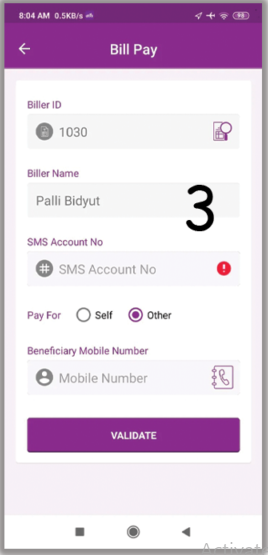 8:04 AM 0.5KB/s
98
Bill Pay
Biller ID
1030
Biller Name
Palli Bidyut
3
SMS Account No
# SMS Account No
Pay For Self Other
Beneficiary Mobile Number
Mobile Number
VALIDATE